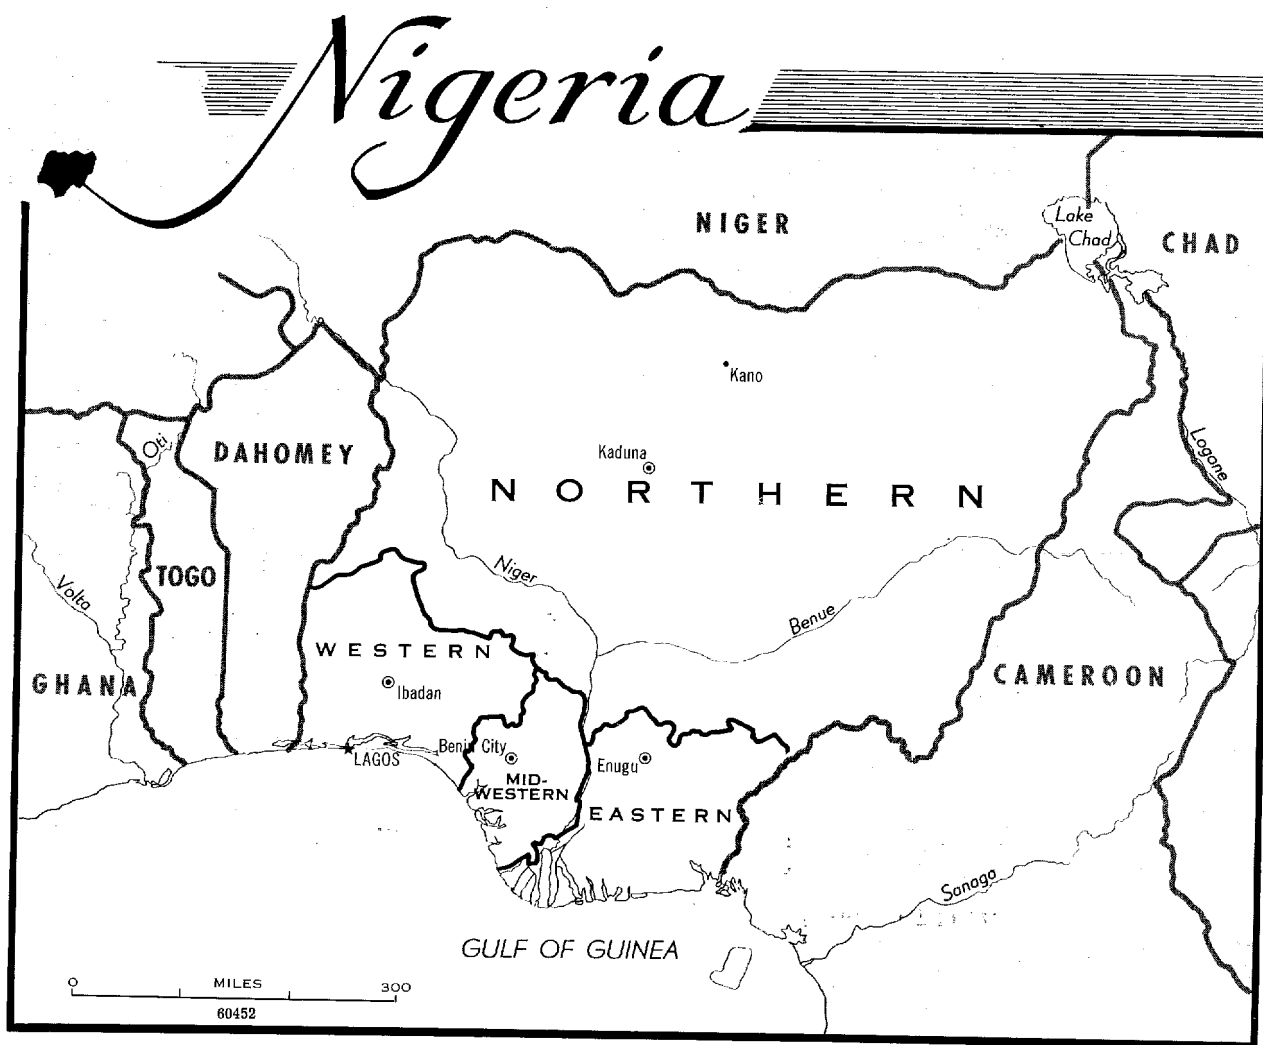 Nigeria
NIGER
Lake
Chad
CHAD
Kano
Oti
DAHOMEY
Kaduna
Logone
NORTHERN
Niger
TOGO
Volta
Benue
WESTERN
GHANA
CAMEROON
Ibadan
Benin City
LAGOS
Enugu
MID-
WESTERN
EASTERN
Sanaga
GULF OF GUINEA
0 MILES 300
60452